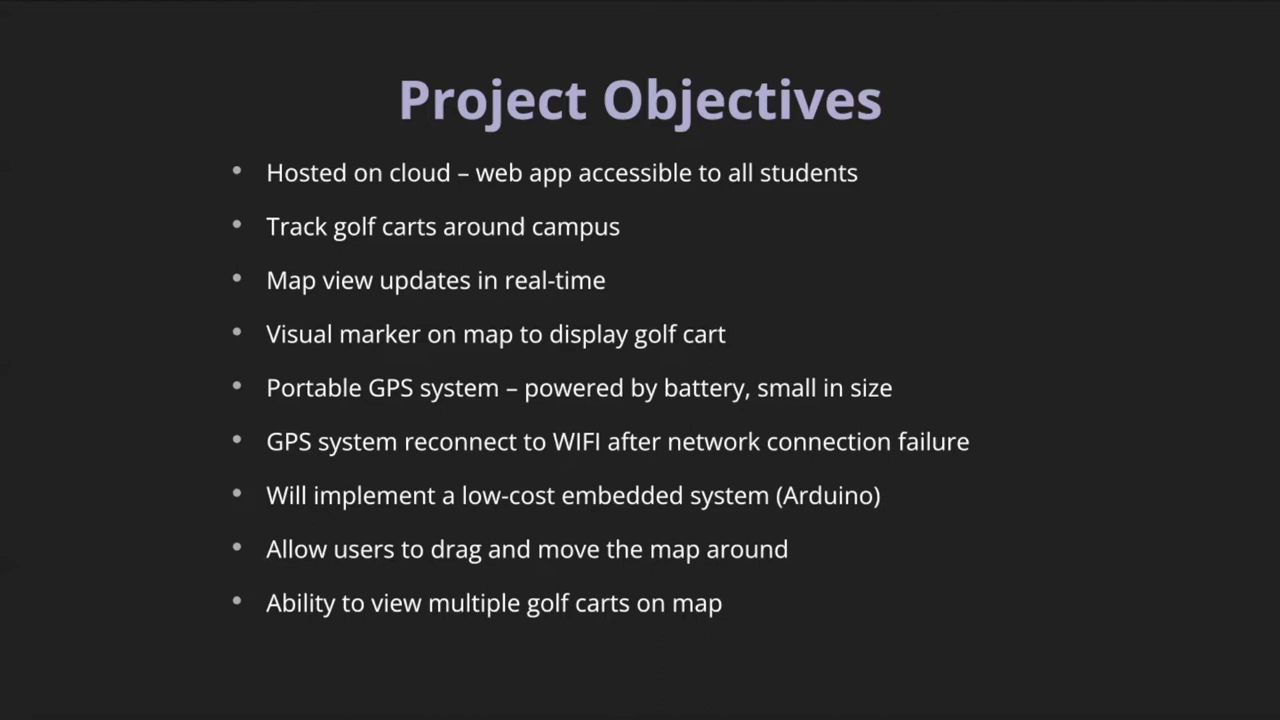 Project Objectives
• Hosted on cloud – web app accessible to all students
• Track golf carts around campus
• Map view updates in real-time
• Visual marker on map to display golf cart
• Portable GPS system – powered by battery, small in size
• GPS system reconnect to WIFI after network connection failure
• Will implement a low-cost embedded system (Arduino)
• Allow users to drag and move the map around
• Ability to view multiple golf carts on map